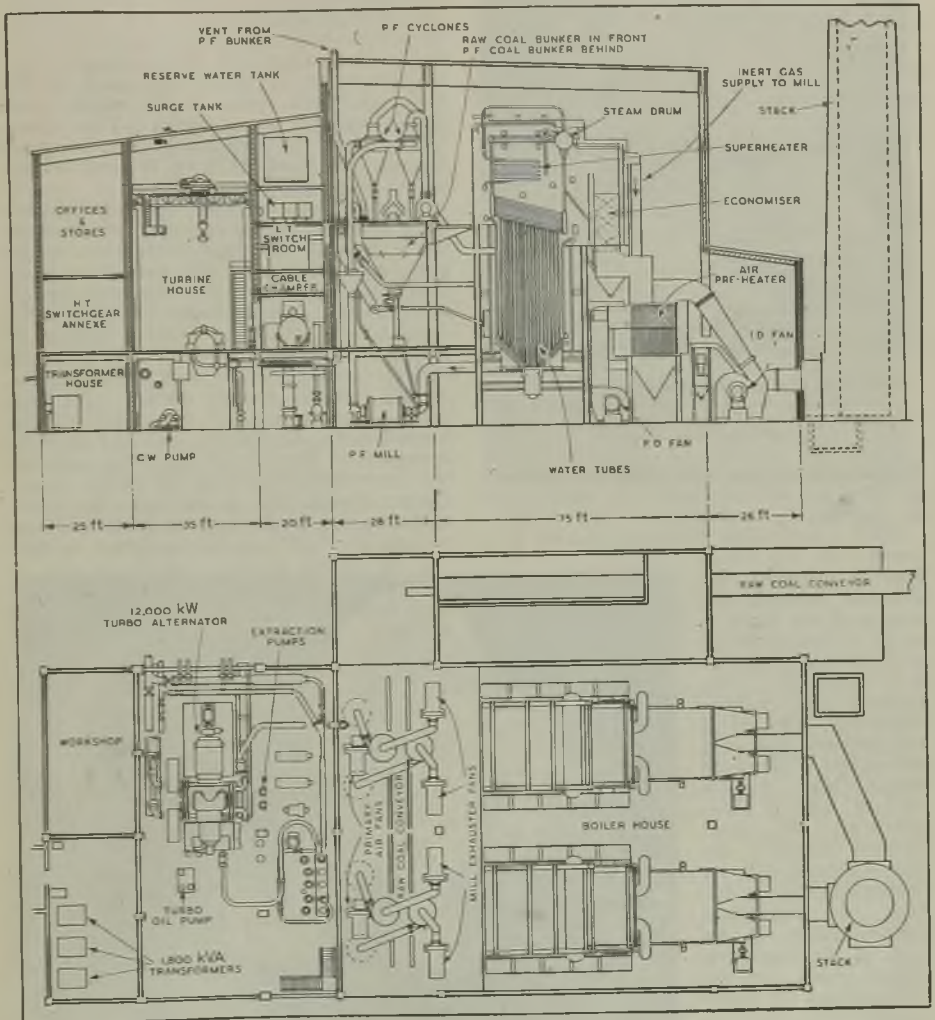 VENT FROM
P.F BUNKER
P.F CYCLONES
RAW COAL BUNKER IN FRONT
P.F. COAL BUNKER BEHIND
RESERVE WATER TANK
SURGE TANK
INERT GAS
SUPPLY TO MILL
STACK
STEAM DRUM
SUPERHEATER
ECONOMISER
OFFICES
&
STORES
L T
SWITCH
ROOM
TURBINE
HOUSE
CABLE
CHAMBER
AIR
PRE-HEATER
H T
SWITCHGEAR
ANNEXE
I D FAN
TRANSFORMER
HOUSE
C.W PUMP
P F MILL
WATER TUBES
F.D FAN
25 ft
35 ft
20 ft
28 ft
75 ft
26 ft
RAW COAL CONVEYOR
12,000 kW
TURBO ALTERNATOR
EXTRACTION
PUMPS
WORKSHOP
PRIMARY
AIR FANS
RAW COAL CONVEYOR
MILL EXHAUSTER FANS
BOILER HOUSE
TURBO
OIL PUMP
1,800 kVA
TRANSFORMERS
STACK